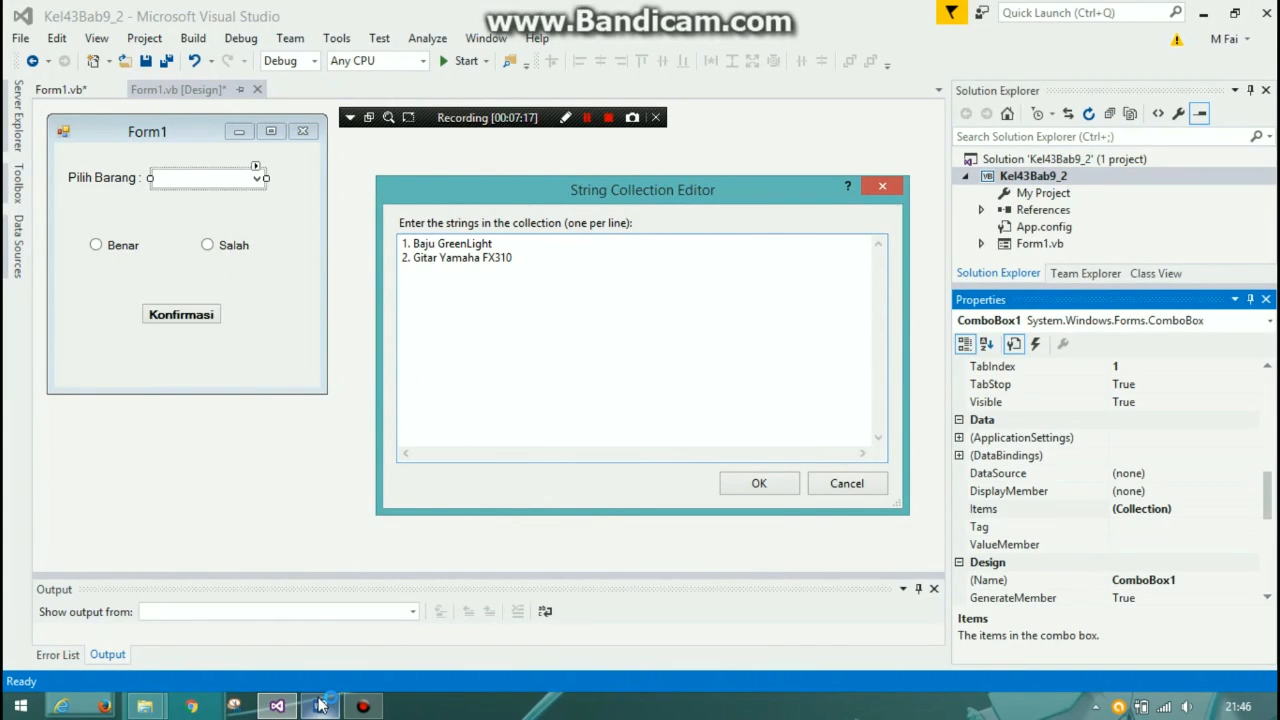 Kel43Bab9_2 - Microsoft Visual Studio
www.Bandicam.com
Quick Launch (Ctrl+Q)
File Edit View Project Build Debug Team Tools Test Analyze Window Help
M Fai
Debug
Any CPU
Start
Form1.vb*
Form1.vb [Design]*
Server Explorer
Toolbox
Data Sources
Form1
Pilih Barang :
Benar
Salah
Konfirmasi
Recording [00:07:17]
String Collection Editor
?
Enter the strings in the collection (one per line):
1. Baju GreenLight
2. Gitar Yamaha FX310
OK
Cancel
Solution Explorer
Search Solution Explorer (Ctrl+;)
Solution 'Kel43Bab9_2' (1 project)
Kel43Bab9_2
My Project
References
App.config
Form1.vb
Solution Explorer Team Explorer Class View
Properties
ComboBox1 System.Windows.Forms.ComboBox
TabIndex 1
TabStop True
Visible True
Data
(ApplicationSettings)
(DataBindings)
DataSource (none)
DisplayMember (none)
Items (Collection)
Tag
ValueMember
Design
(Name) ComboBox1
GenerateMember True
Items
The items in the combo box.
Output
Show output from:
Error List Output
Ready
21:46